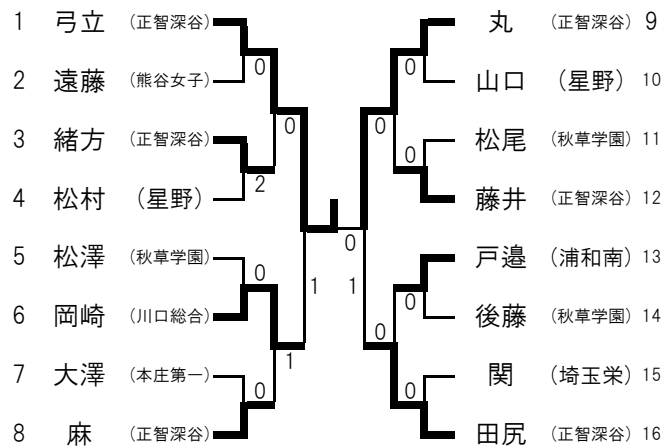 1 弓立 (正智深谷)
2 遠藤 (熊谷女子)
3 緒方 (正智深谷)
4 松村 (星野)
5 松澤 (秋草学園)
6 岡崎 (川口総合)
7 大澤 (本庄第一)
8 麻 (正智深谷)
0
0
2
0
1
1
0
0
0
0
0
1
0
0
0
丸 (正智深谷) 9
山口 (星野) 10
松尾 (秋草学園) 11
藤井 (正智深谷) 12
戸邉 (浦和南) 13
後藤 (秋草学園) 14
関 (埼玉栄) 15
田尻 (正智深谷) 16